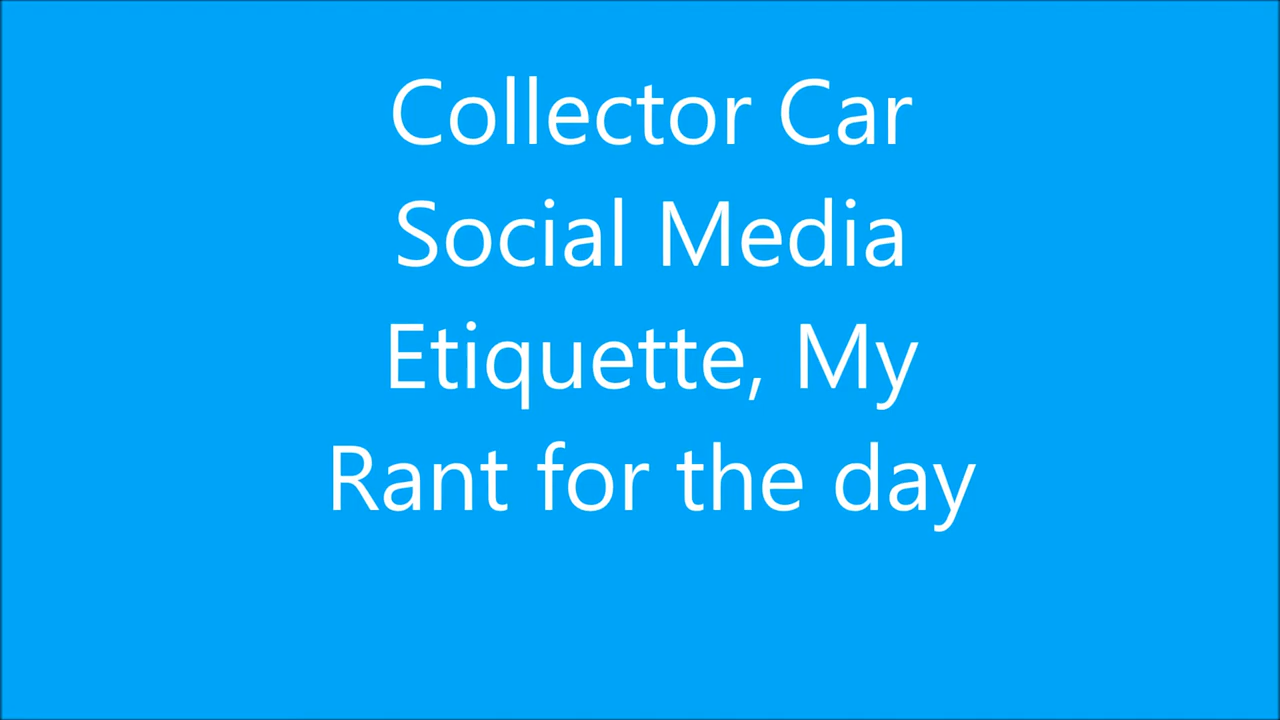 Collector Car
Social Media
Etiquette, My
Rant for the day